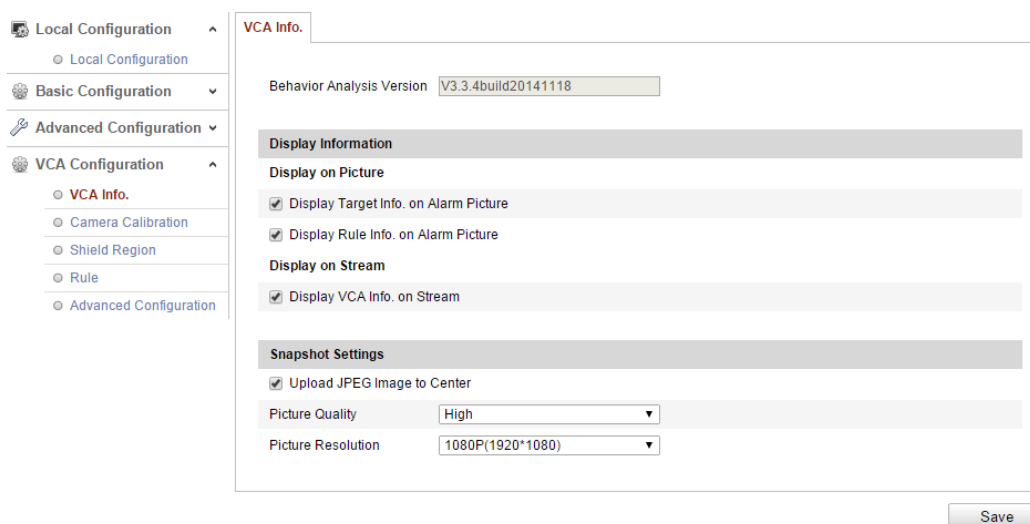 Local Configuration
Local Configuration
Basic Configuration
Advanced Configuration
VCA Configuration
VCA Info.
Camera Calibration
Shield Region
Rule
Advanced Configuration
VCA Info.
Behavior Analysis Version V3.3.4build20141118
Display Information
Display on Picture
Display Target Info. on Alarm Picture
Display Rule Info. on Alarm Picture
Display on Stream
Display VCA Info. on Stream
Snapshot Settings
Upload JPEG Image to Center
Picture Quality High
Picture Resolution 1080P(1920*1080)
Save